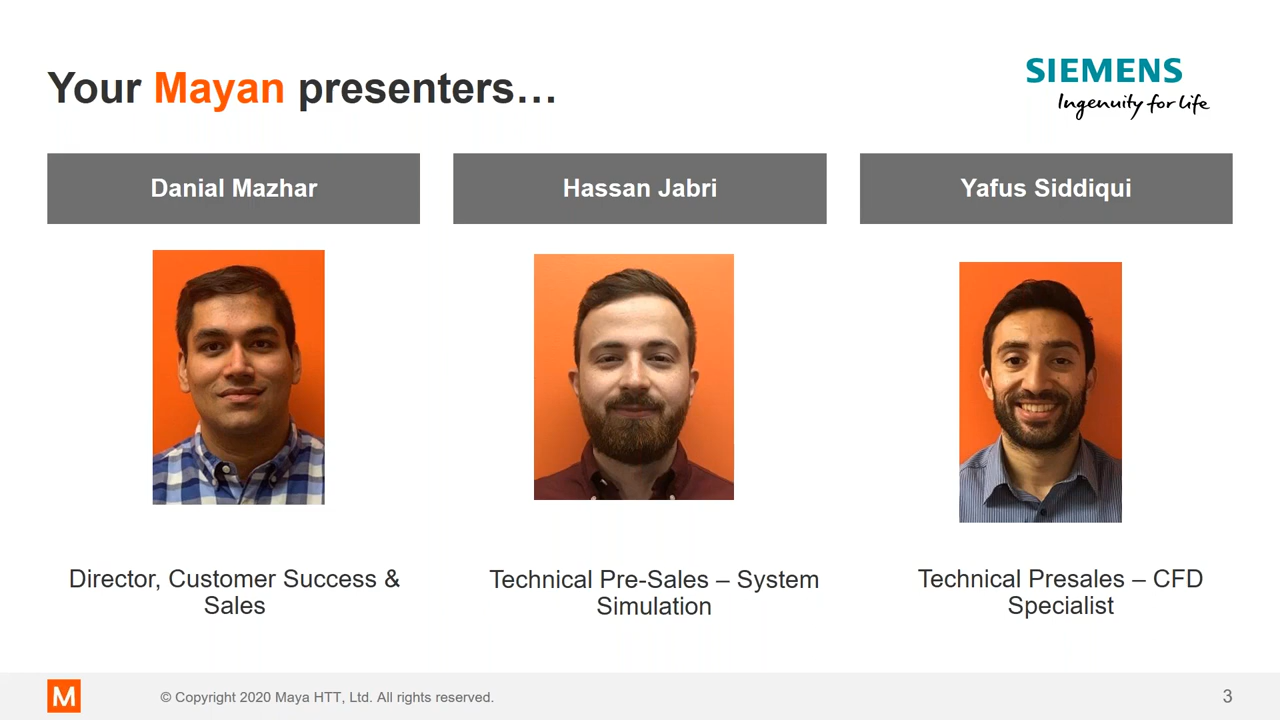 Your Mayan presenters…
SIEMENS
Ingenuity for life
Danial Mazhar
Hassan Jabri
Yafus Siddiqui
Director, Customer Success &
Sales
Technical Pre-Sales – System
Simulation
Technical Presales – CFD
Specialist
M
© Copyright 2020 Maya HTT, Ltd. All rights reserved.
3